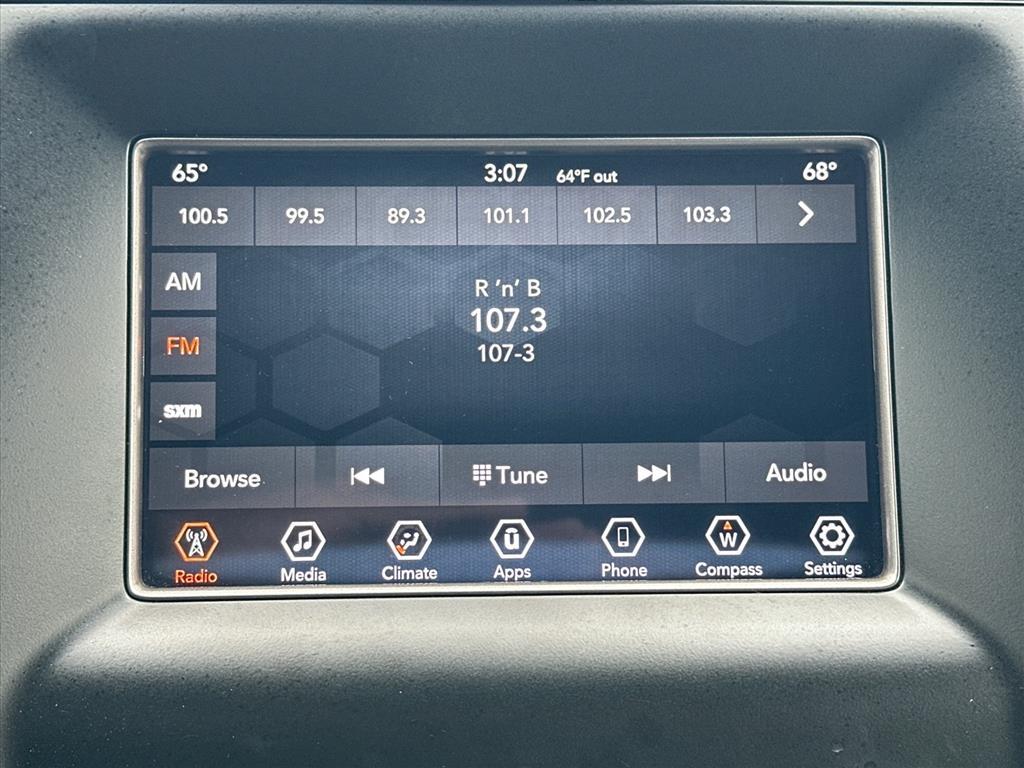 65° 3:07 64°F out 68°
100.5 99.5 89.3 101.1 102.5 103.3
AM
R 'n' B
107.3
FM
107-3
sxm
Browse Tune Audio
u W
Radio Media Climate Apps Phone Compass Settings